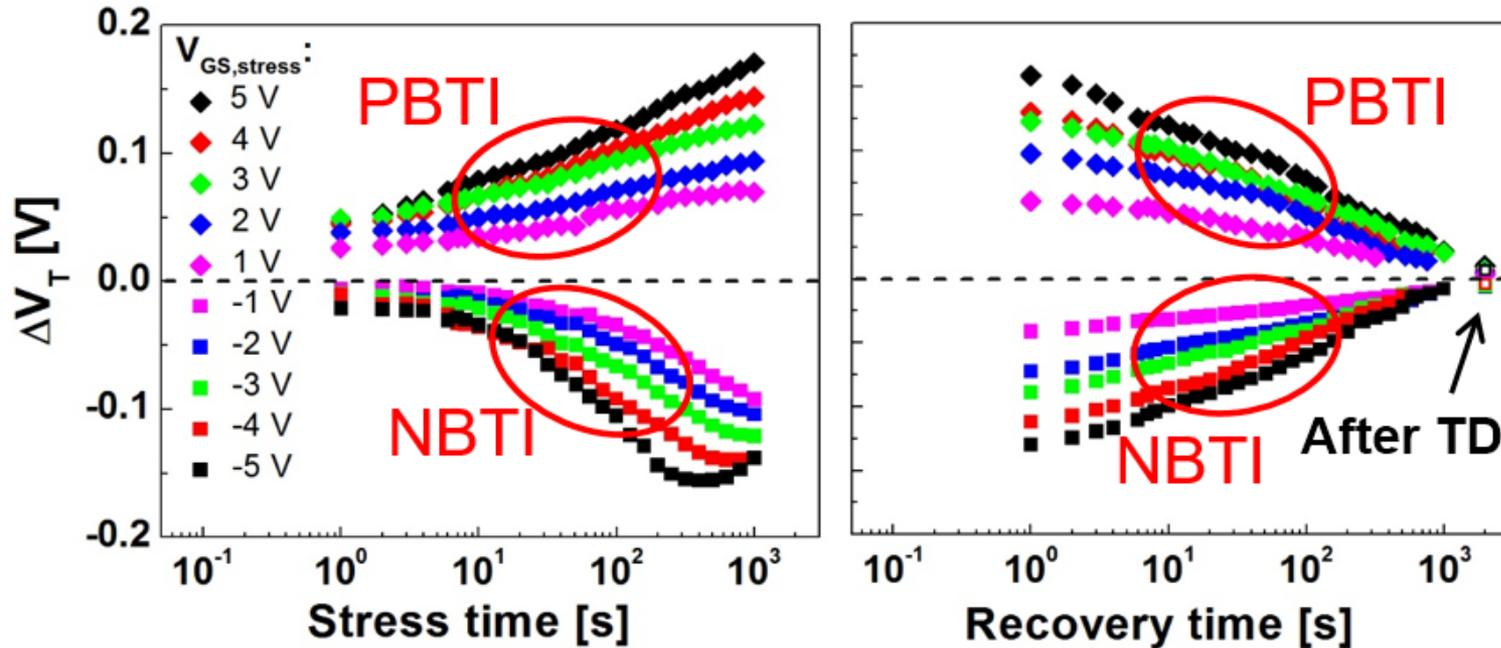 ΔV_T [V]
0.2
0.1
0.0
-0.1
-0.2
V_GS,stress:
5 V
4 V
3 V
2 V
1 V
-1 V
-2 V
-3 V
-4 V
-5 V
PBTI
NBTI
10^-1 10^0 10^1 10^2 10^3
Stress time [s]
PBTI
NBTI
After TD
10^-1 10^0 10^1 10^2 10^3
Recovery time [s]